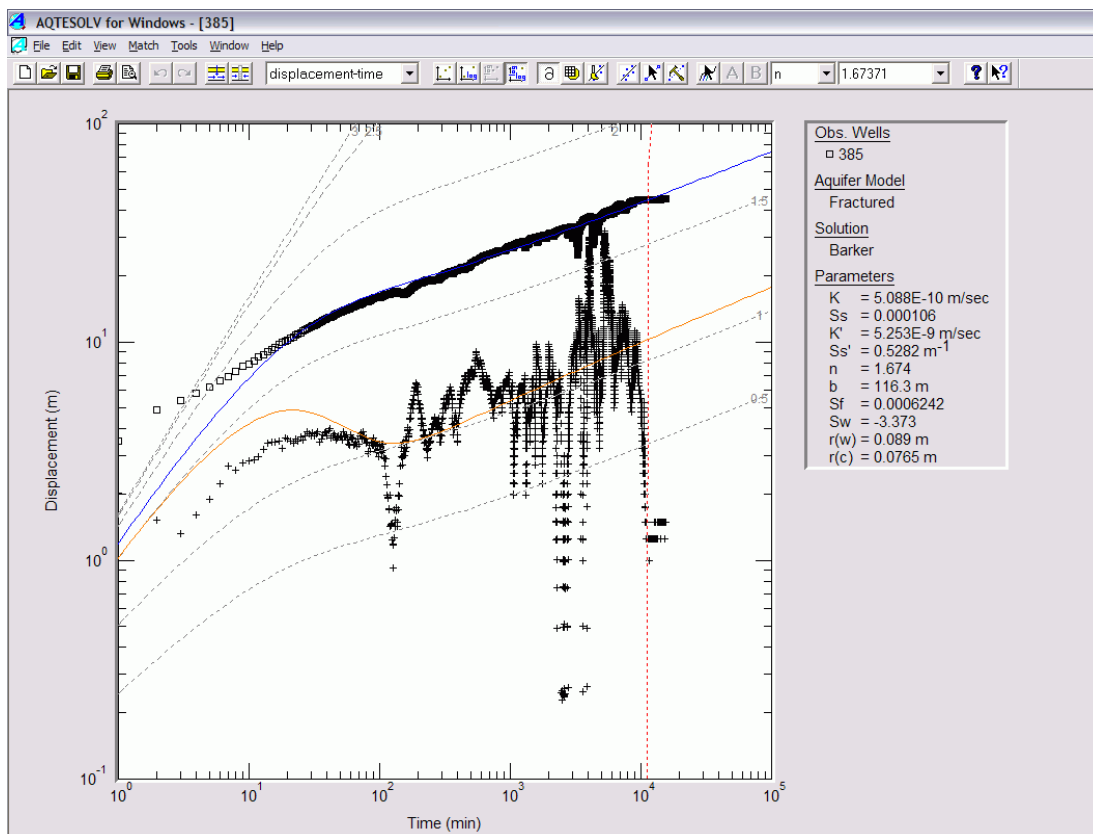 AQTESOLV for Windows - [385]
File Edit View Match Tools Window Help
displacement-time
A B n 1.67371
10^2
3 2.5 2
1.5
10^1
1
0.5
10^0
10^-1
10^0 10^1 10^2 10^3 10^4 10^5
Displacement (m)
Time (min)
Obs. Wells
385
Aquifer Model
Fractured
Solution
Barker
Parameters
K = 5.088E-10 m/sec
Ss = 0.000106
K' = 5.253E-9 m/sec
Ss' = 0.5282 m^-1
n = 1.674
b = 116.3 m
Sf = 0.0006242
Sw = -3.373
r(w) = 0.089 m
r(c) = 0.0765 m